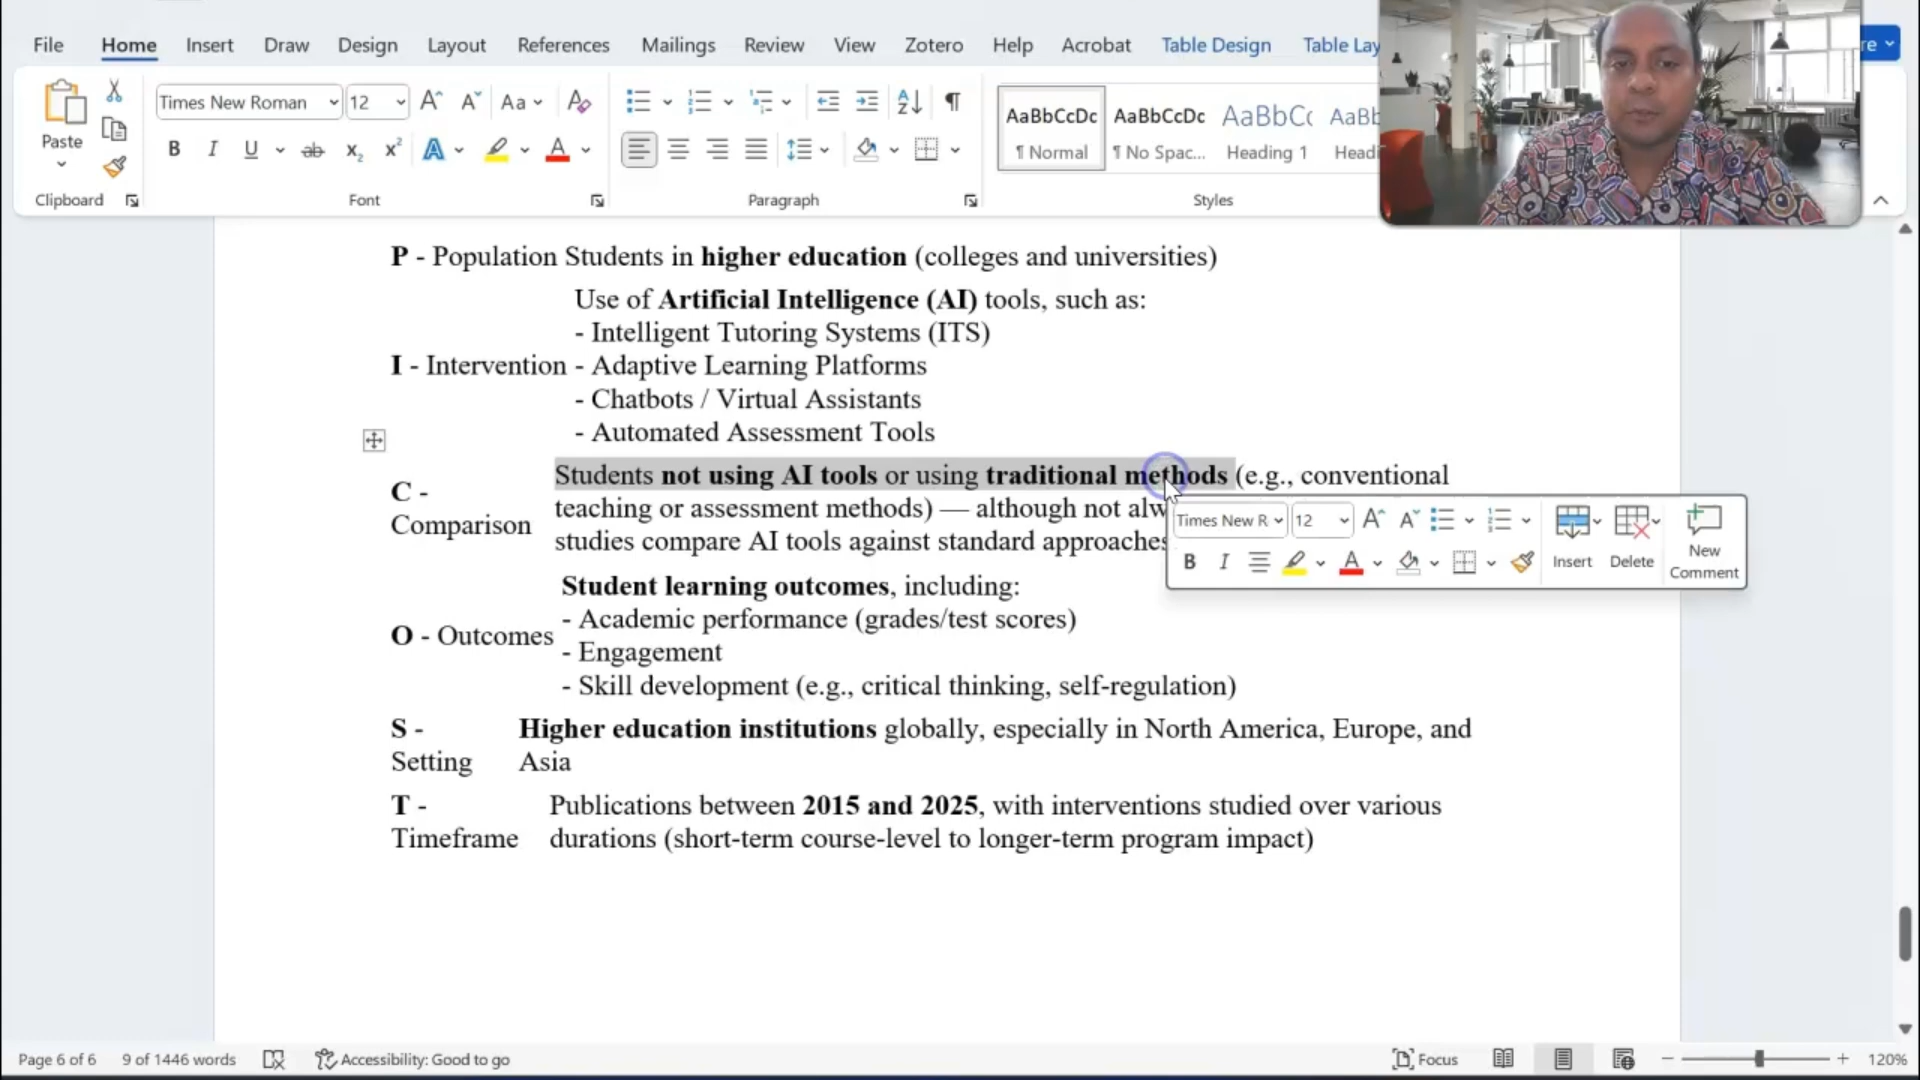 File Home Insert Draw Design Layout References Mailings Review View Zotero Help Acrobat Table Design Table Lay
Times New Roman 12 Aa
AaBbCcDc AaBbCcDc AaBbCc AaBb
Paste
B I U ab x₂ x² A A
¶ Normal ¶ No Spac... Heading 1 Headi
Clipboard Font Paragraph Styles
P - Population Students in higher education (colleges and universities)
Use of Artificial Intelligence (AI) tools, such as:
- Intelligent Tutoring Systems (ITS)
I - Intervention - Adaptive Learning Platforms
- Chatbots / Virtual Assistants
- Automated Assessment Tools
C - Comparison
Students not using AI tools or using traditional methods (e.g., conventional
teaching or assessment methods) — although not alw
studies compare AI tools against standard approaches
Times New R 12
B I A Insert Delete New Comment
Student learning outcomes, including:
- Academic performance (grades/test scores)
O - Outcomes
- Engagement
- Skill development (e.g., critical thinking, self-regulation)
S - Setting
Higher education institutions globally, especially in North America, Europe, and
Asia
T - Timeframe
Publications between 2015 and 2025, with interventions studied over various
durations (short-term course-level to longer-term program impact)
Page 6 of 6 9 of 1446 words Accessibility: Good to go Focus 120%